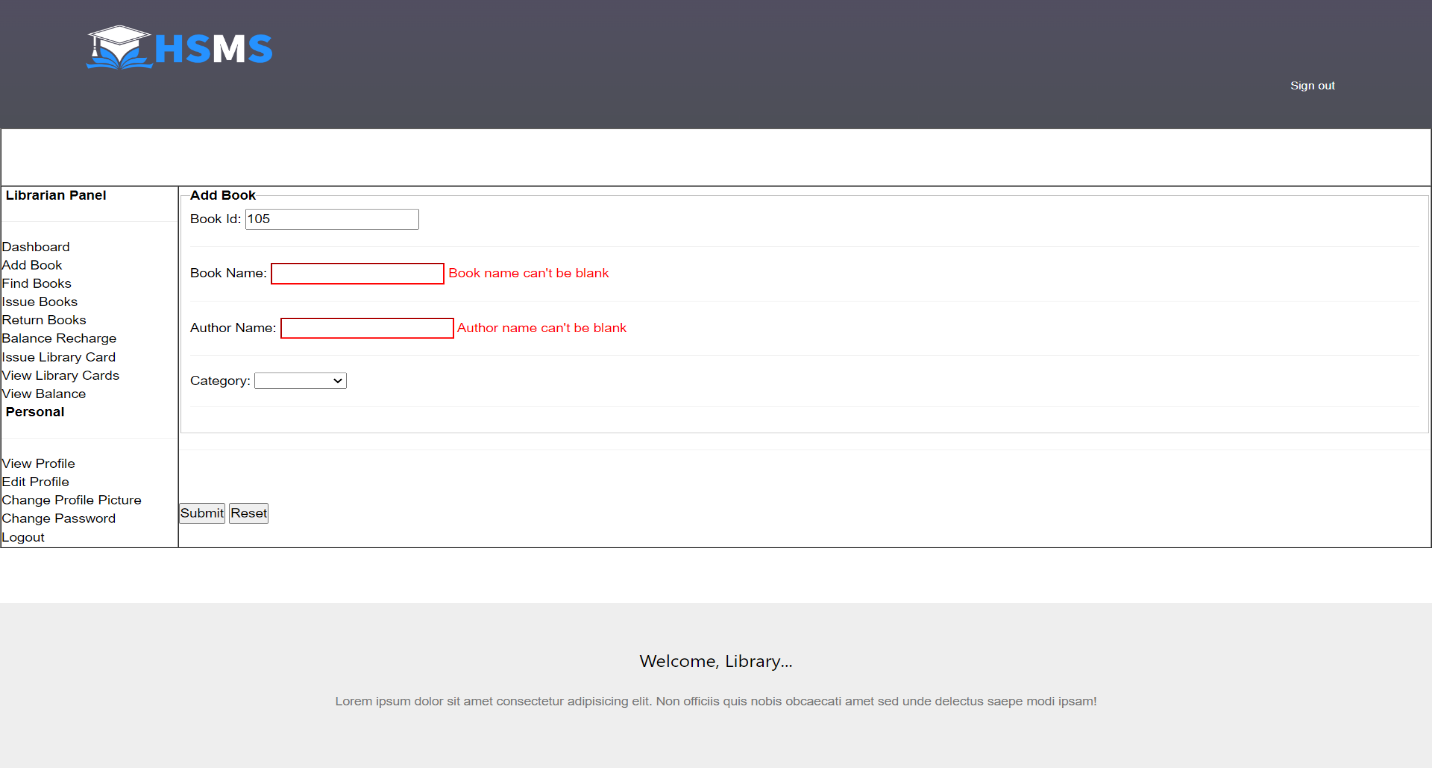 HSMS
Sign out
Librarian Panel
Dashboard
Add Book
Find Books
Issue Books
Return Books
Balance Recharge
Issue Library Card
View Library Cards
View Balance
Personal
View Profile
Edit Profile
Change Profile Picture
Change Password
Logout
Add Book
Book Id: 105
Book Name: Book name can't be blank
Author Name: Author name can't be blank
Category:
Submit Reset
Welcome, Library...
Lorem ipsum dolor sit amet consectetur adipisicing elit. Non officiis quis nobis obcaecati amet sed unde delectus saepe modi ipsam!